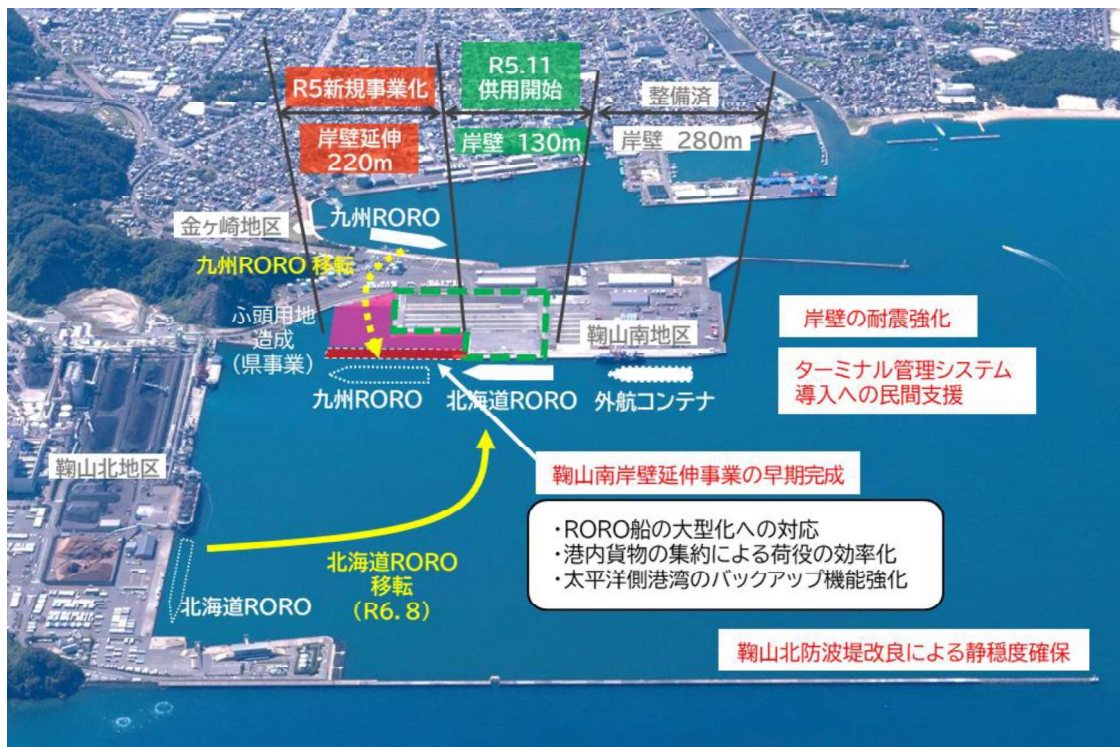 R5新規事業化
岸壁延伸
220m
R5.11
供用開始
岸壁 130m
整備済
岸壁 280m
金ヶ崎地区
九州RORO
九州RORO 移転
ふ頭用地
造成
(県事業)
鞠山南地区
九州RORO
北海道RORO
外航コンテナ
岸壁の耐震強化
ターミナル管理システム
導入への民間支援
鞠山北地区
鞠山南岸壁延伸事業の早期完成
・RORO船の大型化への対応
・港内貨物の集約による荷役の効率化
・太平洋側港湾のバックアップ機能強化
北海道RORO
移転
(R6.8)
北海道RORO
鞠山北防波堤改良による静穏度確保